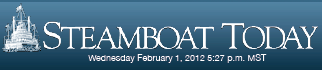 STEAMBOAT TODAY
Wednesday February 1, 2012 5:27 p.m. MST